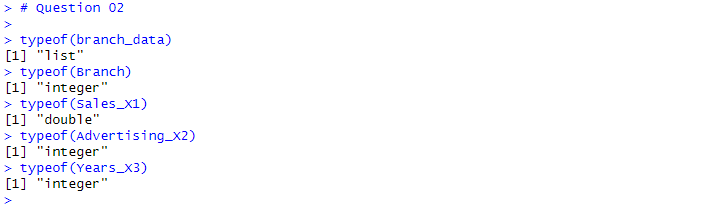 > # Question 02
>
> typeof(branch_data)
[1] "list"
> typeof(Branch)
[1] "integer"
> typeof(Sales_X1)
[1] "double"
> typeof(Advertising_X2)
[1] "integer"
> typeof(Years_X3)
[1] "integer"
>